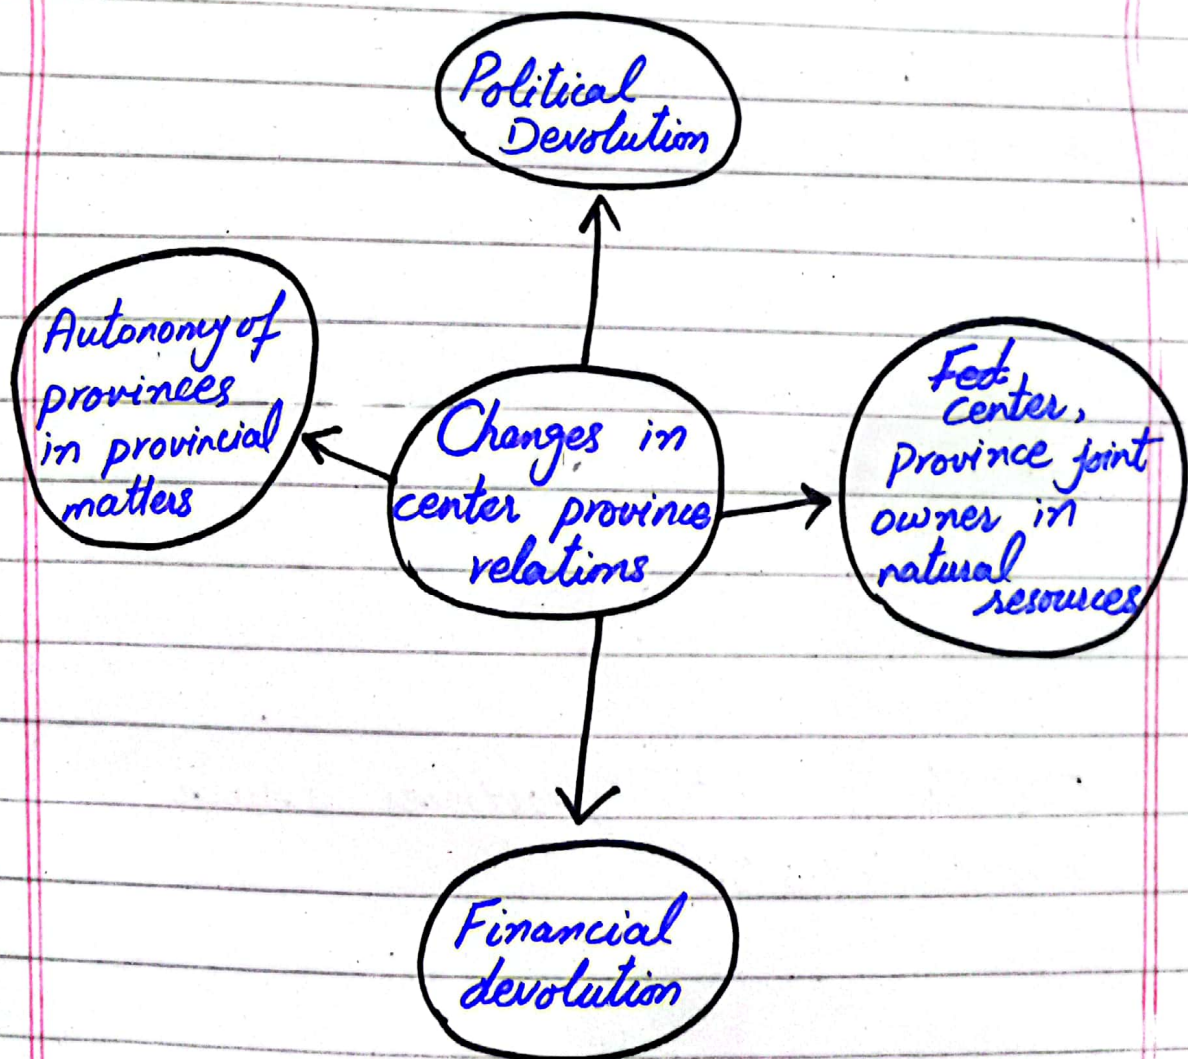 Political
Devolution
Autonomy of
provinces
in provincial
matters
Changes in
center province
relations
Fed.
center,
province joint
owner in
natural
resources
Financial
devolution